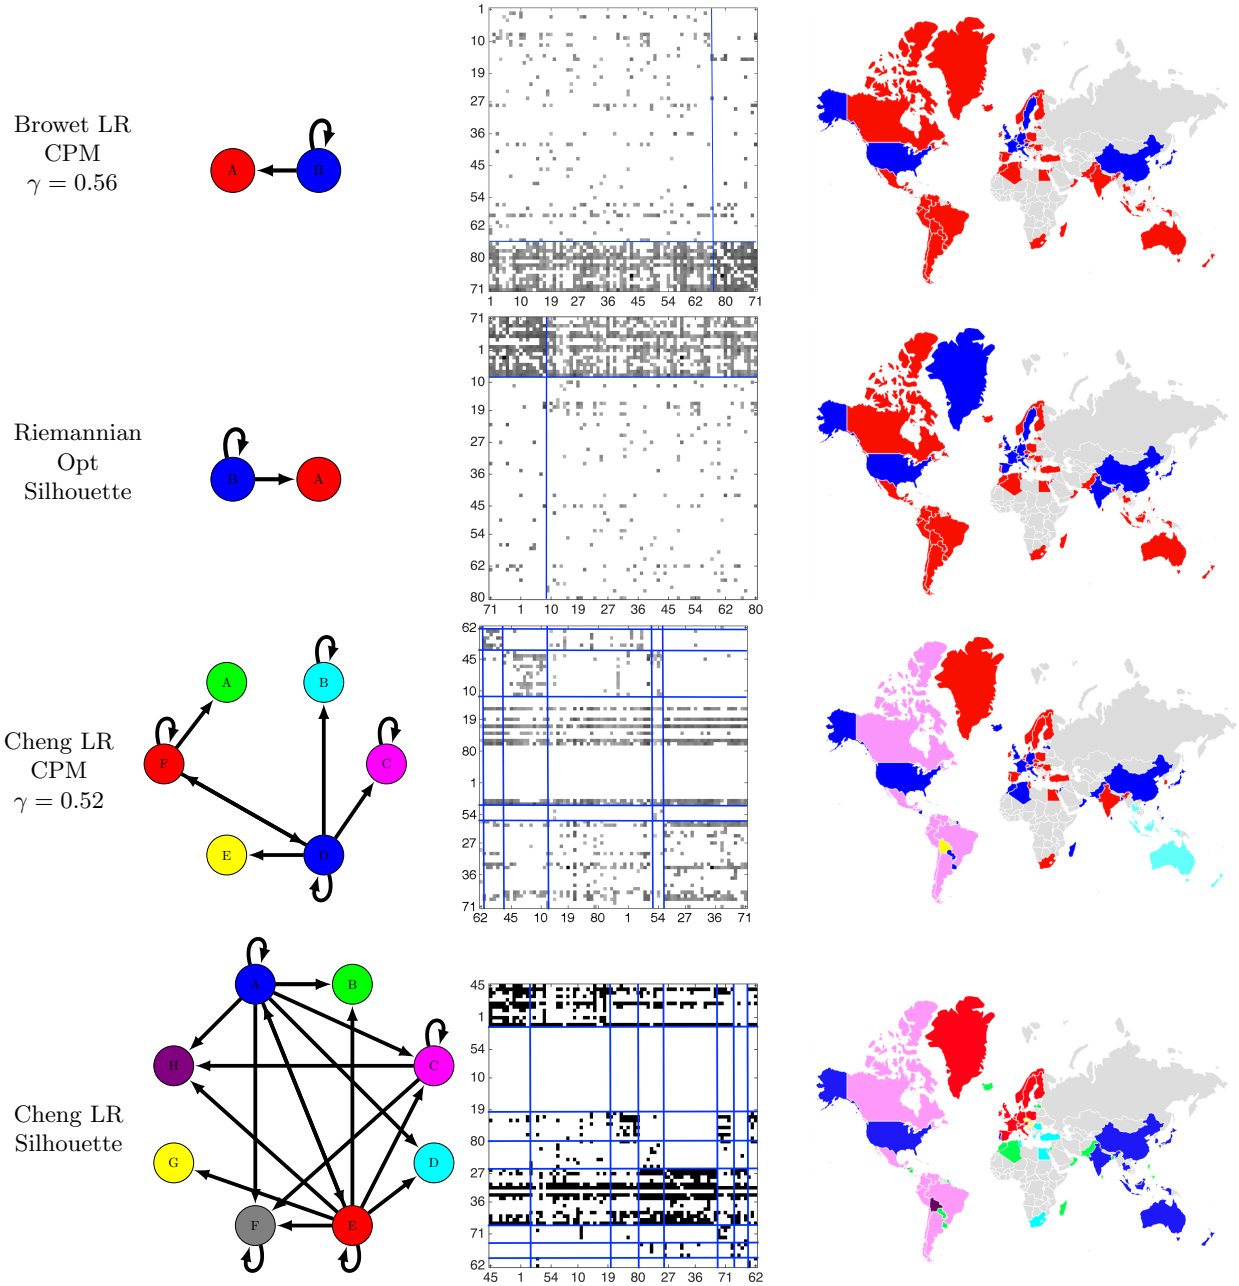 Browet LR
CPM
γ = 0.56
A
B
1
10
19
27
36
45
54
62
80
71
1 10 19 27 36 45 54 62 80 71
Riemannian
Opt
Silhouette
B
A
71
1
10
19
27
36
45
54
62
80
71 1 10 19 27 36 45 54 62 80
Cheng LR
CPM
γ = 0.52
A
B
F
C
E
D
62
45
10
19
80
1
54
27
36
71
62 45 10 19 80 1 54 27 36 71
Cheng LR
Silhouette
A
B
H
C
G
D
F
E
45
1
54
10
19
80
27
36
71
62
45 1 54 10 19 80 27 36 71 62